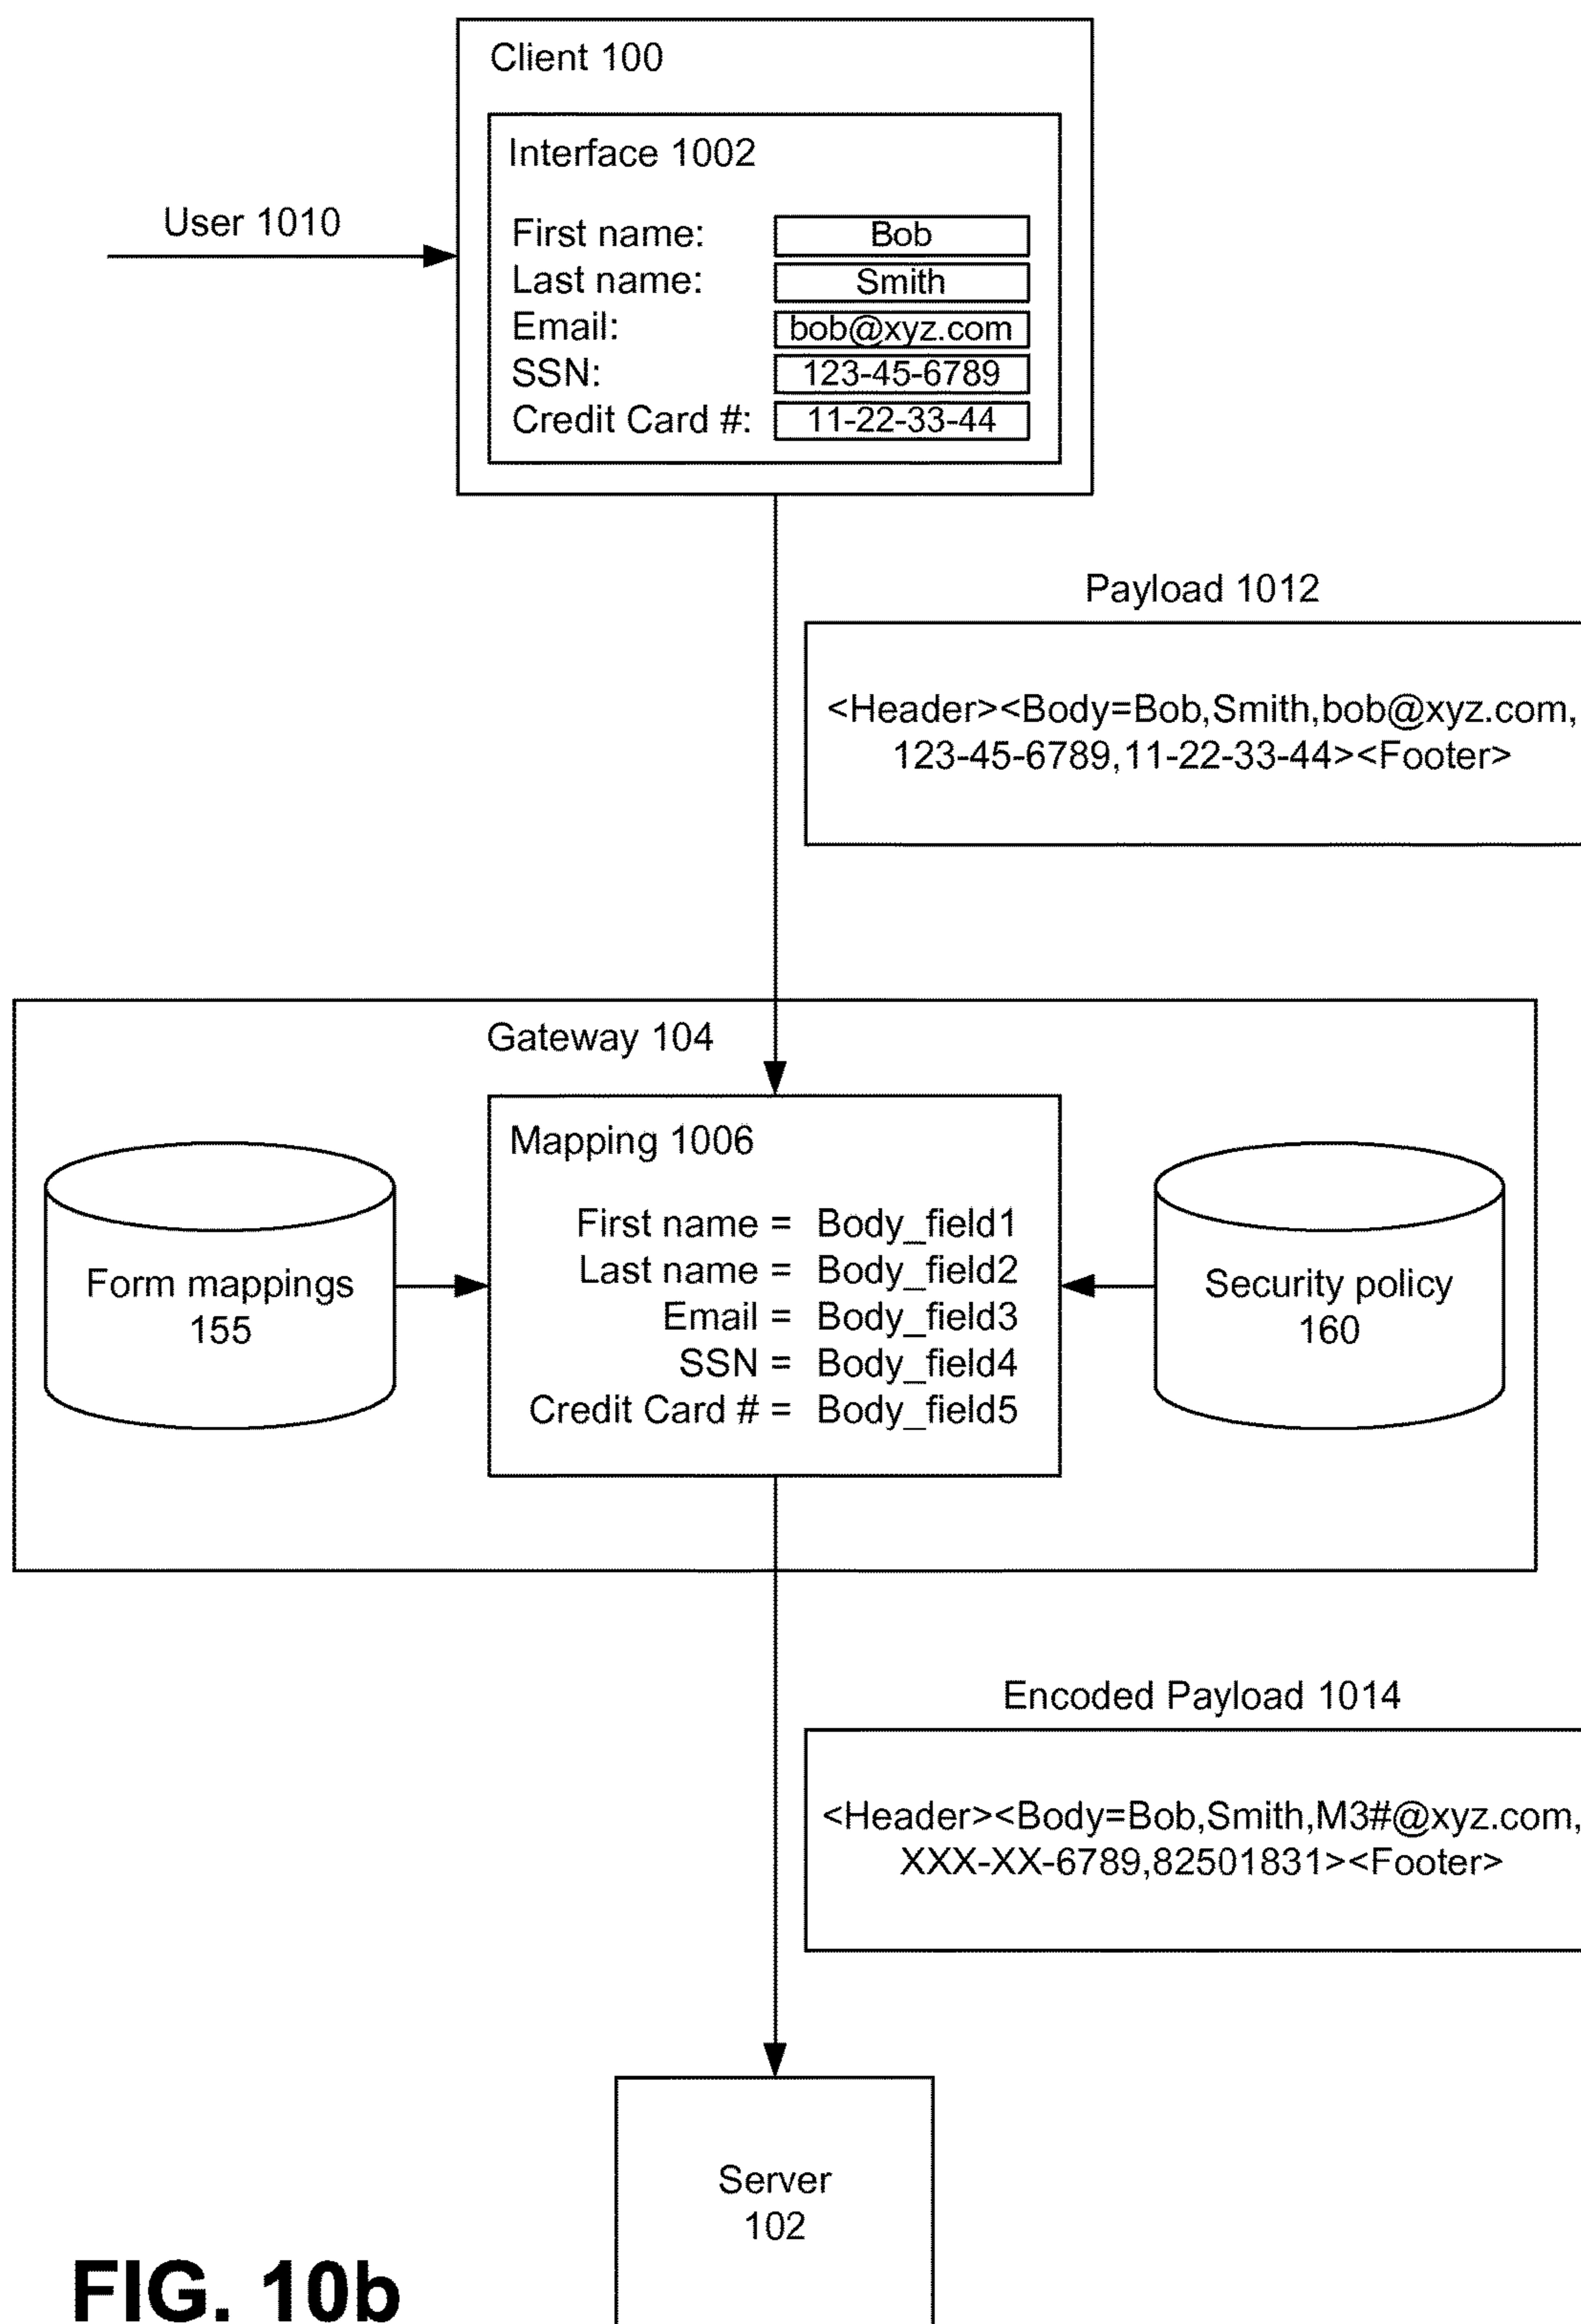 Client 100
Interface 1002
User 1010
First name: Bob
Last name: Smith
Email: bob@xyz.com
SSN: 123-45-6789
Credit Card #: 11-22-33-44
Payload 1012
<Header><Body=Bob,Smith,bob@xyz.com,
123-45-6789,11-22-33-44><Footer>
Gateway 104
Mapping 1006
First name = Body_field1
Last name = Body_field2
Email = Body_field3
SSN = Body_field4
Credit Card # = Body_field5
Form mappings
155
Security policy
160
Encoded Payload 1014
<Header><Body=Bob,Smith,M3#@xyz.com,
XXX-XX-6789,82501831><Footer>
Server
102
FIG. 10b